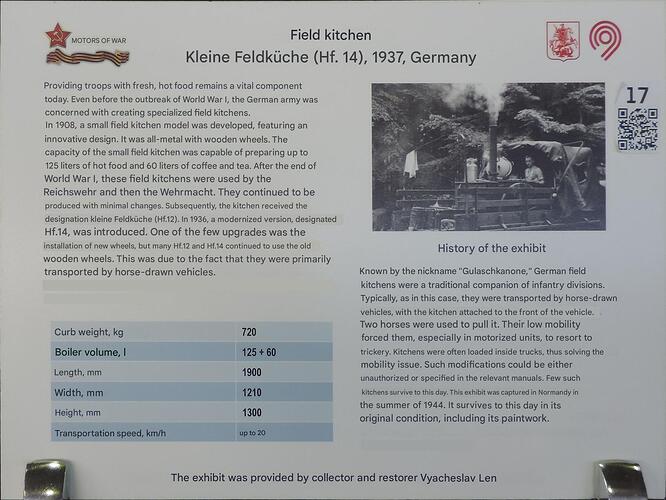 MOTORS OF WAR
Field kitchen
Kleine Feldküche (Hf. 14), 1937, Germany
17
Providing troops with fresh, hot food remains a vital component
today. Even before the outbreak of World War I, the German army was
concerned with creating specialized field kitchens.
In 1908, a small field kitchen model was developed, featuring an
innovative design. It was all-metal with wooden wheels. The
capacity of the small field kitchen was capable of preparing up to
125 liters of hot food and 60 liters of coffee and tea. After the end of
World War I, these field kitchens were used by the
Reichswehr and then the Wehrmacht. They continued to be
produced with minimal changes. Subsequently, the kitchen received the
designation kleine Feldküche (Hf.12). In 1936, a modernized version, designated
Hf.14, was introduced. One of the few upgrades was the
installation of new wheels, but many Hf.12 and Hf.14 continued to use the old
wooden wheels. This was due to the fact that they were primarily
transported by horse-drawn vehicles.
Curb weight, kg 720
Boiler volume, l 125 + 60
Length, mm 1900
Width, mm 1210
Height, mm 1300
Transportation speed, km/h up to 20
History of the exhibit
Known by the nickname "Gulaschkanone," German field
kitchens were a traditional companion of infantry divisions.
Typically, as in this case, they were transported by horse-drawn
vehicles, with the kitchen attached to the front of the vehicle.
Two horses were used to pull it. Their low mobility
forced them, especially in motorized units, to resort to
trickery. Kitchens were often loaded inside trucks, thus solving the
mobility issue. Such modifications could be either
unauthorized or specified in the relevant manuals. Few such
kitchens survive to this day. This exhibit was captured in Normandy in
the summer of 1944. It survives to this day in its
original condition, including its paintwork.
The exhibit was provided by collector and restorer Vyacheslav Len